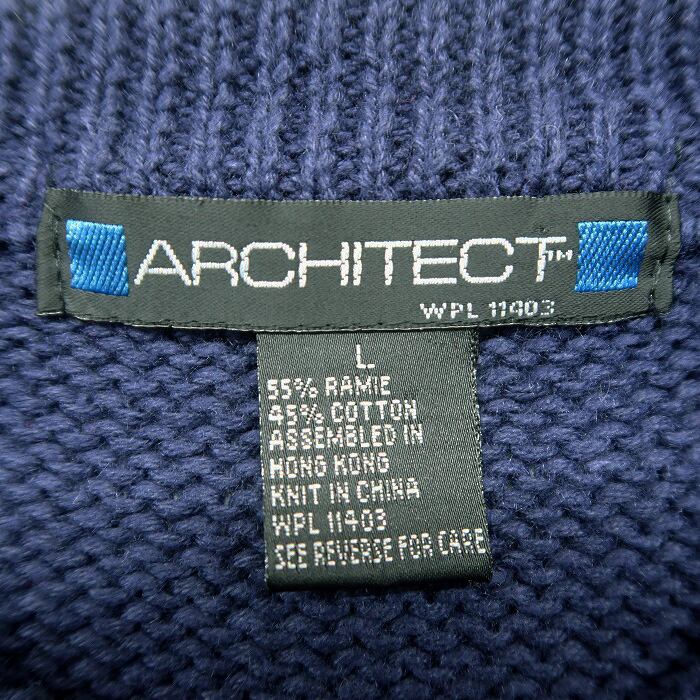 ARCHITECT™
WPL 11403
L
55% RAMIE
45% COTTON
ASSEMBLED IN
HONG KONG
KNIT IN CHINA
WPL 11403
SEE REVERDE FOR CARE